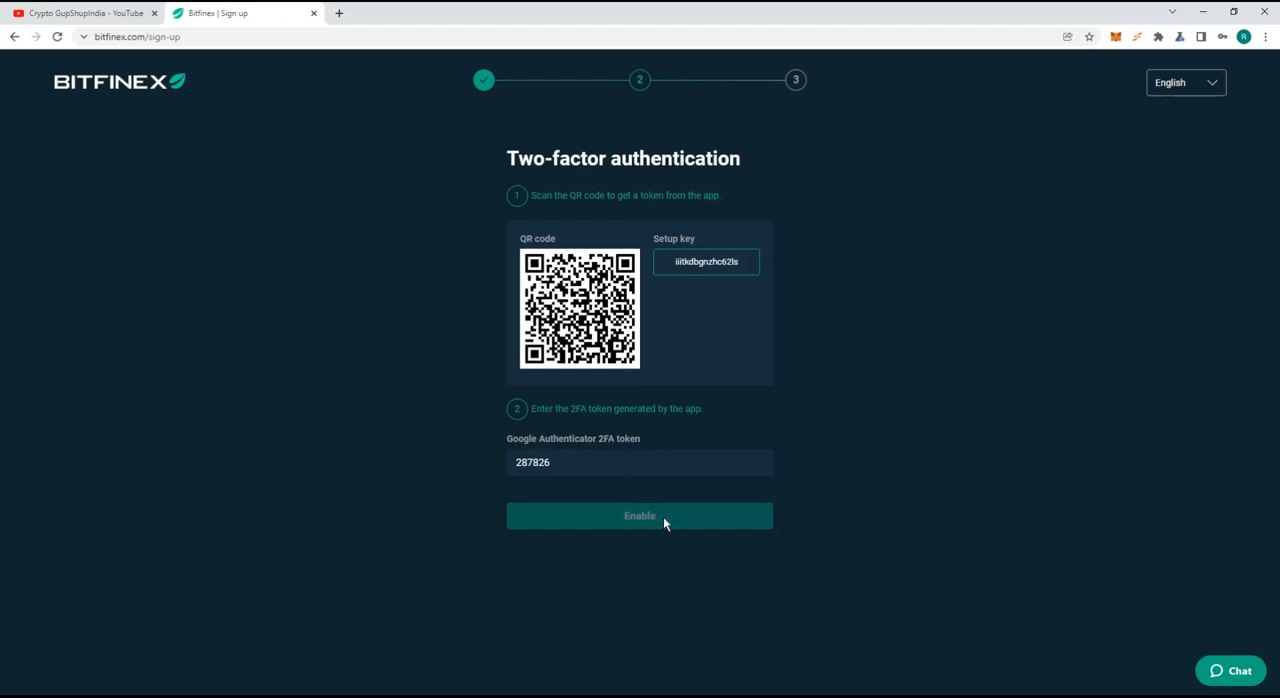 Crypto GupShupIndia - YouTube
Bitfinex | Sign up
bitfinex.com/sign-up
R
BITFINEX
2
3
English
Two-factor authentication
1 Scan the QR code to get a token from the app.
QR code
Setup key
iiitkdbgnzhc62ls
2 Enter the 2FA token generated by the app.
Google Authenticator 2FA token
287826
Enable
Chat